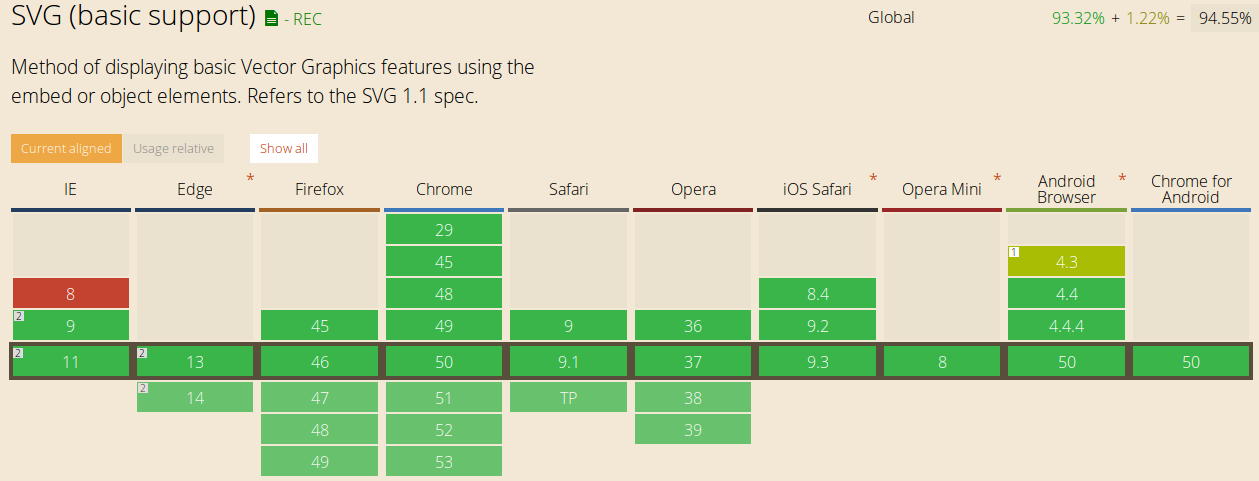 SVG (basic support) - REC
Global 93.32% + 1.22% = 94.55%
Method of displaying basic Vector Graphics features using the
embed or object elements. Refers to the SVG 1.1 spec.
Current aligned Usage relative Show all
IE Edge * Firefox Chrome Safari Opera iOS Safari * Opera Mini * Android Browser * Chrome for Android
29
45 1 4.3
8 48 8.4 4.4
2 9 45 49 9 36 9.2 4.4.4
2 11 2 13 46 50 9.1 37 9.3 8 50 50
2 14 47 51 TP 38
48 52 39
49 53